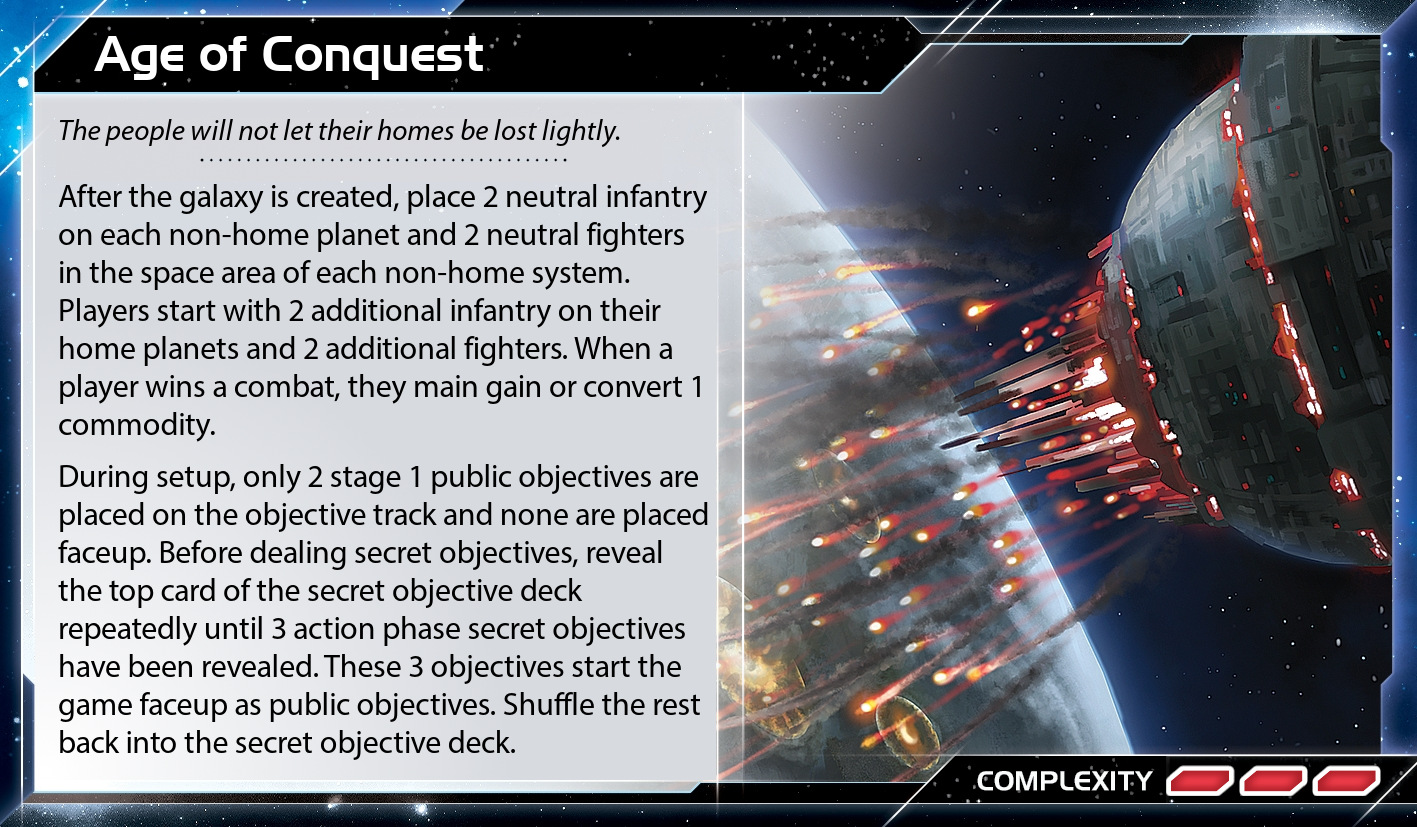 Age of Conquest
The people will not let their homes be lost lightly.
After the galaxy is created, place 2 neutral infantry
on each non-home planet and 2 neutral fighters
in the space area of each non-home system.
Players start with 2 additional infantry on their
home planets and 2 additional fighters. When a
player wins a combat, they main gain or convert 1
commodity.
During setup, only 2 stage 1 public objectives are
placed on the objective track and none are placed
faceup. Before dealing secret objectives, reveal
the top card of the secret objective deck
repeatedly until 3 action phase secret objectives
have been revealed. These 3 objectives start the
game faceup as public objectives. Shuffle the rest
back into the secret objective deck.
COMPLEXITY